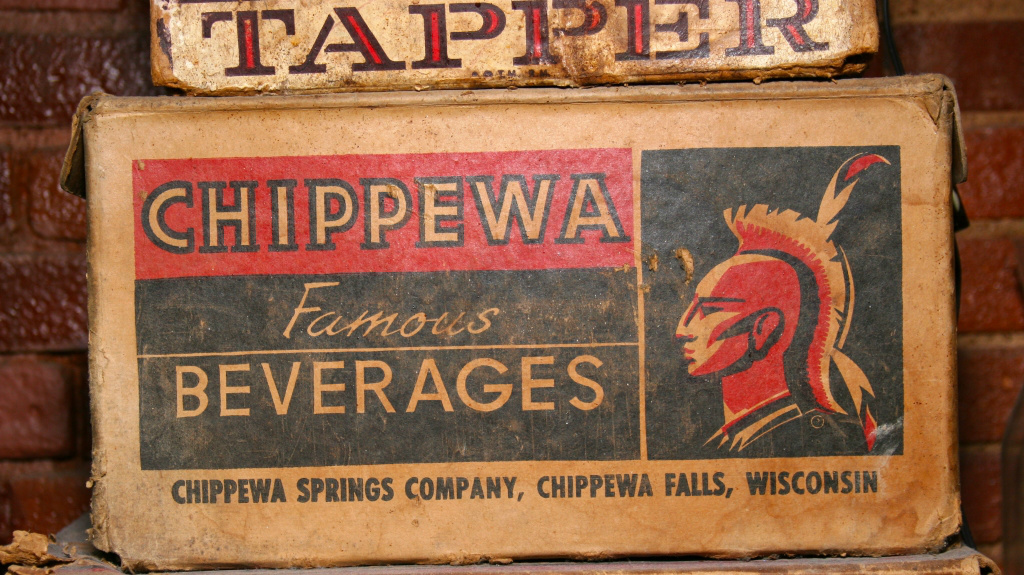 TAPPER
CHIPPEWA
Famous
BEVERAGES
CHIPPEWA SPRINGS COMPANY, CHIPPEWA FALLS, WISCONSIN